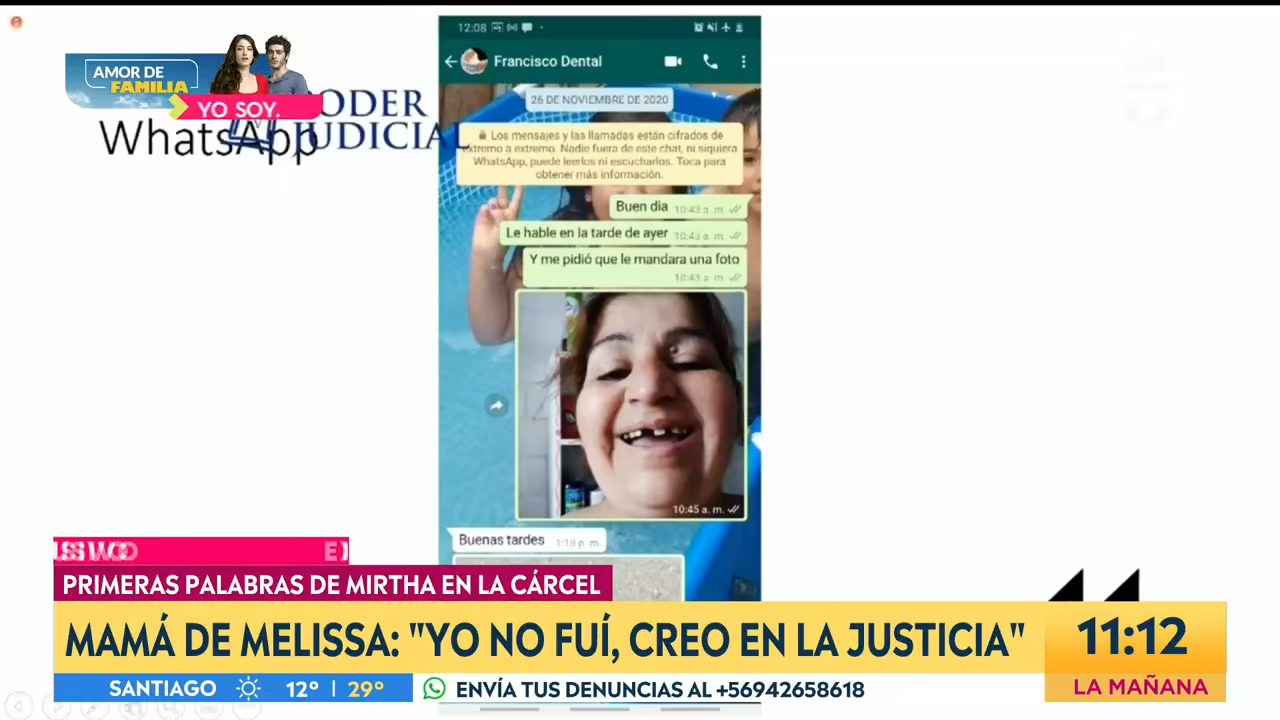 AMOR DE
FAMILIA
YO SOY.
WhatsApp
PODER
JUDICIAL
12:08
Francisco Dental
26 DE NOVIEMBRE DE 2020
Los mensajes y las llamadas están cifrados de
extremo a extremo. Nadie fuera de este chat, ni siquiera
WhatsApp, puede leerlos ni escucharlos. Toca para
obtener más información.
Buen dia 10:43 a. m.
Le hable en la tarde de ayer 10:43 a. m.
Y me pidió que le mandara una foto
10:43 a. m.
10:45 a. m.
Buenas tardes 1:18 p. m.
PRIMERAS PALABRAS DE MIRTHA EN LA CÁRCEL
MAMÁ DE MELISSA: "YO NO FUÍ, CREO EN LA JUSTICIA"
11:12
LA MAÑANA
SANTIAGO 12° | 29°
ENVÍA TUS DENUNCIAS AL +56942658618